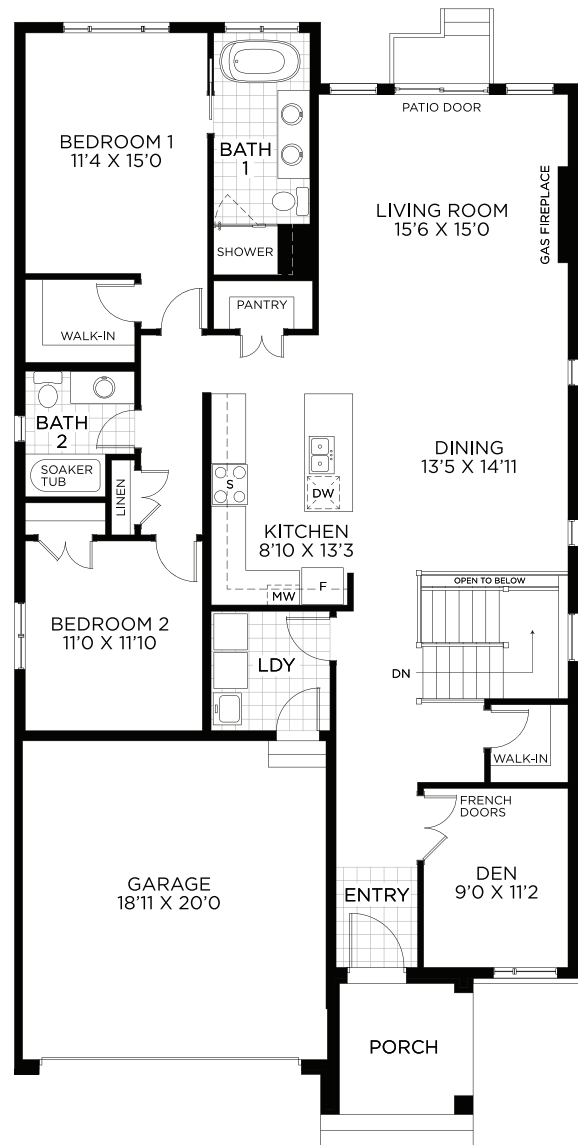 PATIO DOOR
BEDROOM 1
11'4 X 15'0
BATH
1
LIVING ROOM
15'6 X 15'0
GAS FIREPLACE
SHOWER
PANTRY
WALK-IN
BATH
2
SOAKER
TUB
LINEN
S
DW
DINING
13'5 X 14'11
KITCHEN
8'10 X 13'3
MW
F
OPEN TO BELOW
BEDROOM 2
11'0 X 11'10
LDY
DN
WALK-IN
FRENCH
DOORS
GARAGE
18'11 X 20'0
ENTRY
DEN
9'0 X 11'2
PORCH